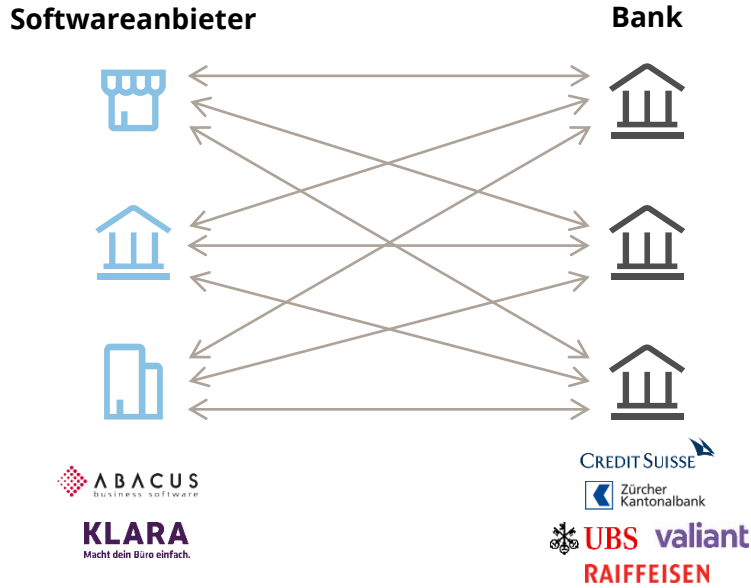 Softwareanbieter
Bank
ABACUS
business software
KLARA
Macht dein Büro einfach.
CREDIT SUISSE
Zürcher
Kantonalbank
UBS
valiant
RAIFFEISEN